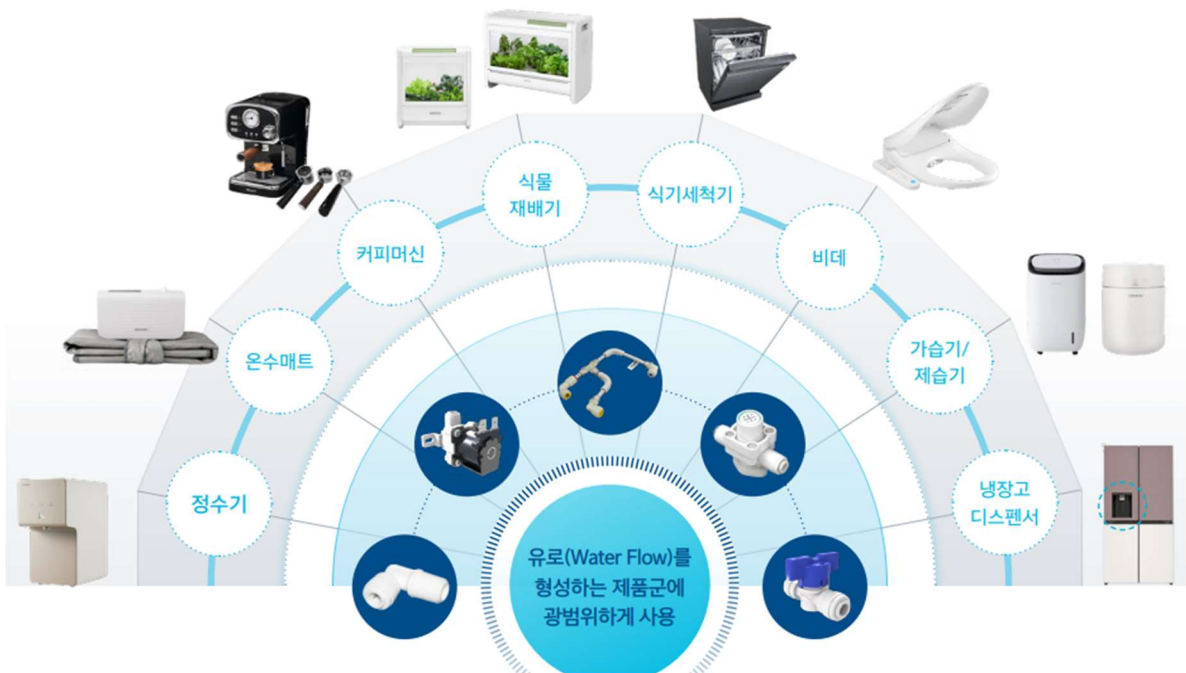 식물
재배기
식기세척기
커피머신
비데
온수매트
가습기/
제습기
정수기
냉장고
디스펜서
유로(Water Flow)를
형성하는 제품군에
광범위하게 사용